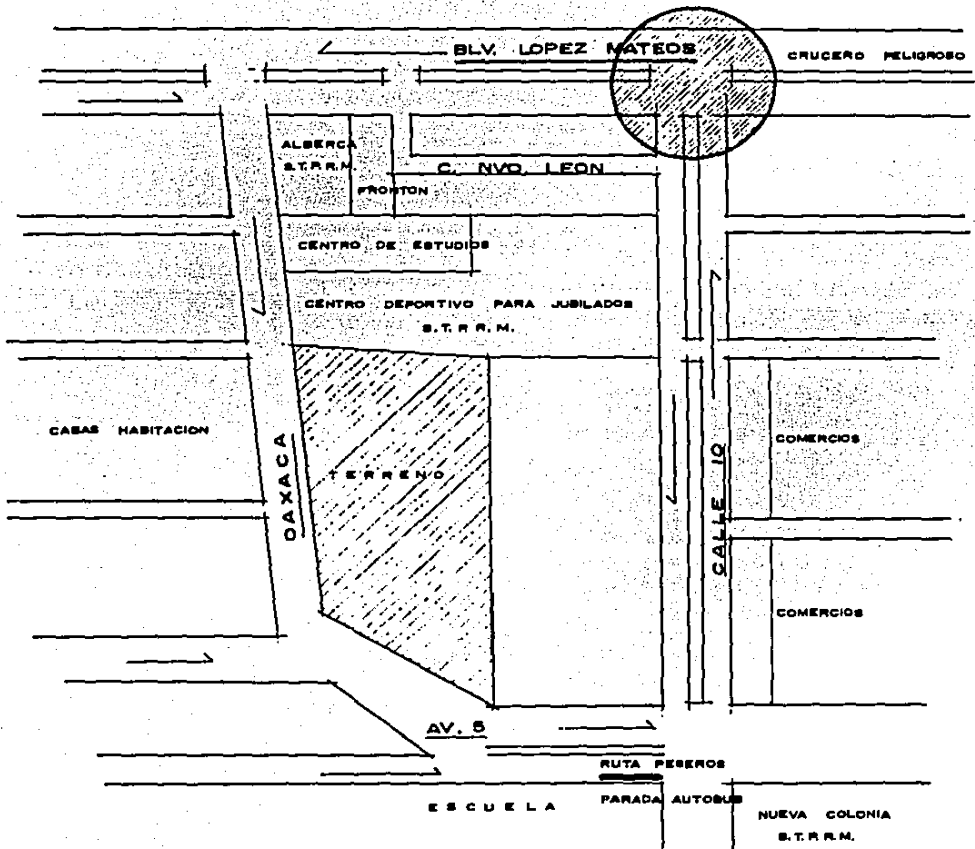 BLV. LOPEZ MATEOS
CRUCERO PELIGROSO
ALBERCA
S.T.R.R.M.
FRONTON
C. NVO. LEON
CENTRO DE ESTUDIOS
CENTRO DEPORTIVO PARA JUBILADOS
S.T.R.R.M.
CASAS HABITACION
OAXACA
TERRENO
CALLE 10
COMERCIOS
COMERCIOS
AV. 5
RUTA PESEROS
ESCUELA
PARADA AUTOBUS
NUEVA COLONIA
S.T.R.R.M.